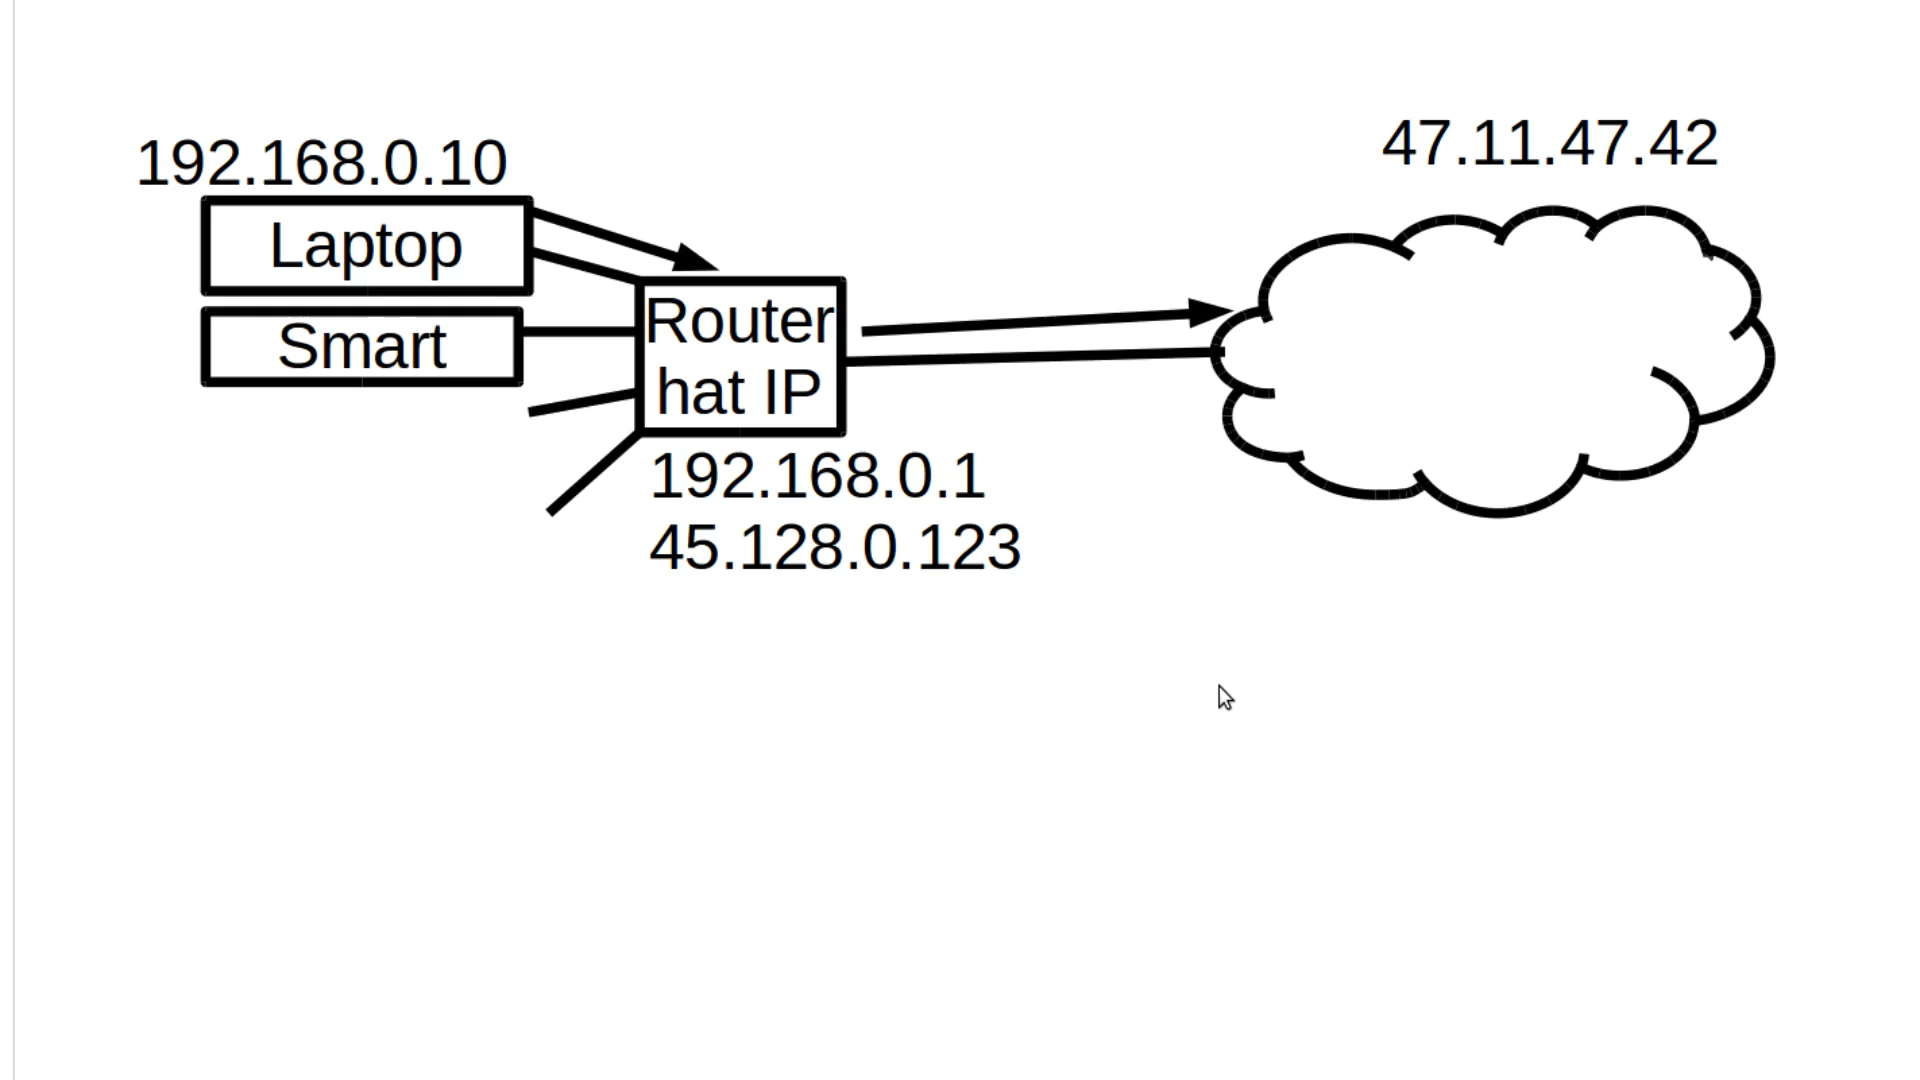 192.168.0.10
47.11.47.42
Laptop
Smart
Router
hat IP
192.168.0.1
45.128.0.123